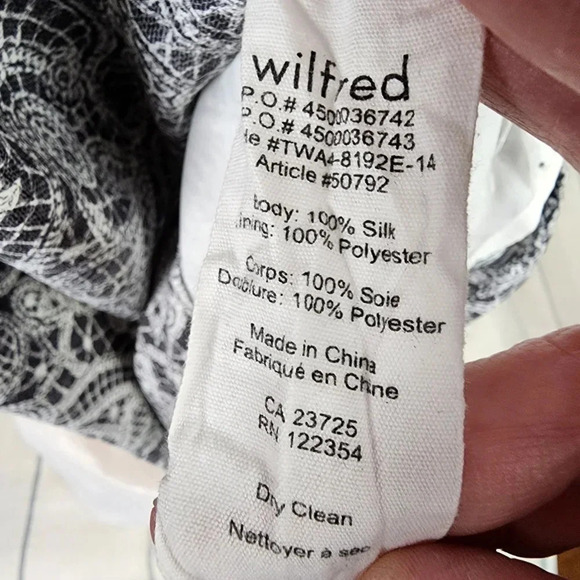 wilfred
P.O.# 4500036742
P.O.# 4500036743
le #TWA4-8192E-14
Article #50792
body: 100% Silk
ining: 100% Polyester
Corps: 100% Soie
Doublure: 100% Polyester
Made in China
Fabriqué en Chine
CA 23725
RN 122354
Dry Clean
Nettoyer à sec